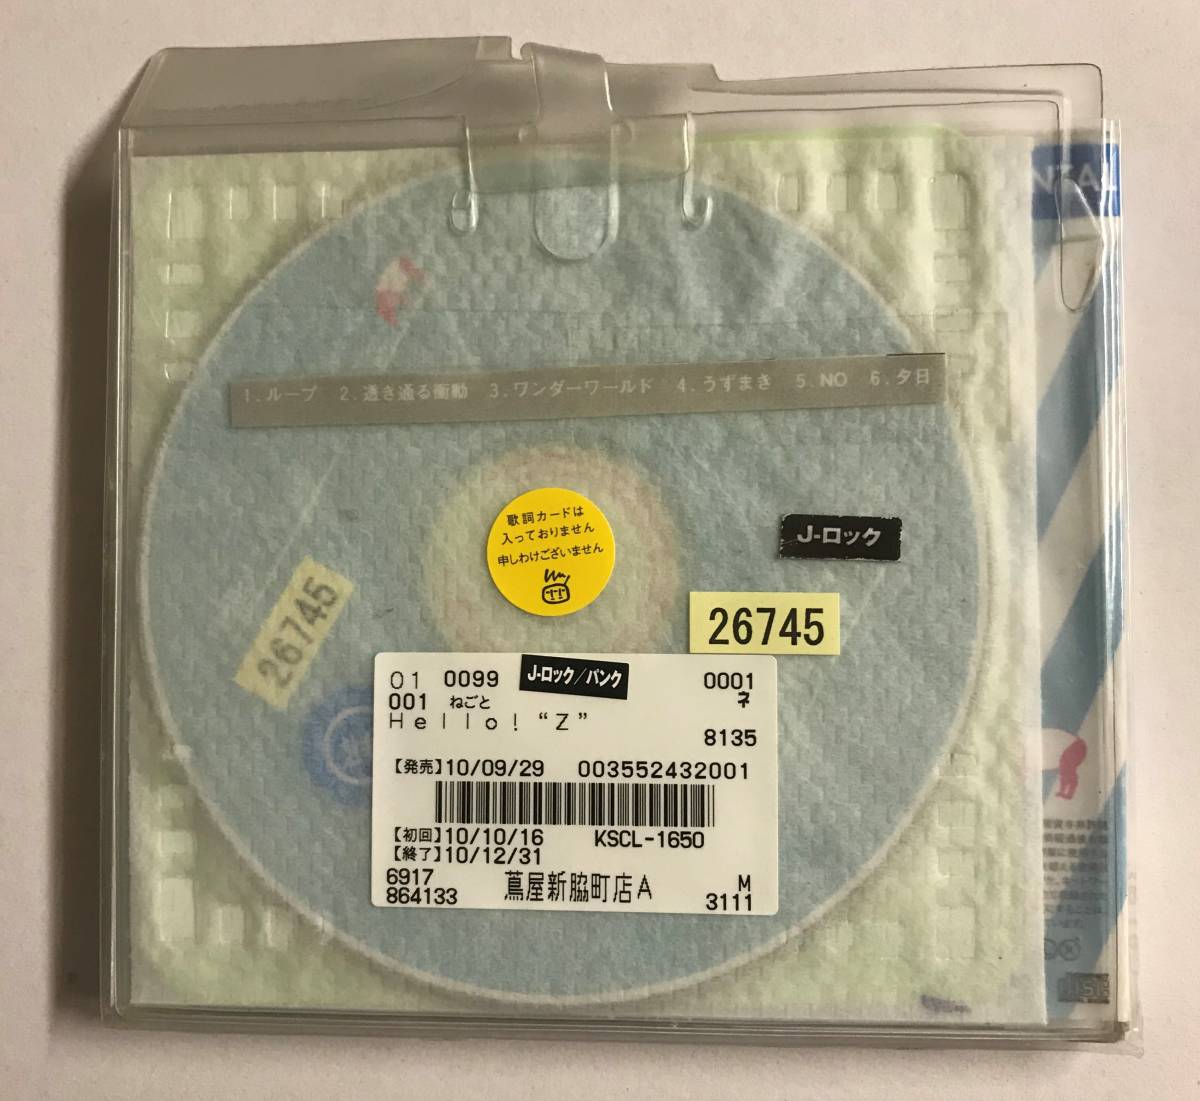 NTAL
1.ループ 2.透き通る衝動 3.ワンダーワールド 4.うずまき 5.NO 6.夕日
歌詞カードは
入っておりません
申しわけございません
J-ロック
26745
26745
01 0099 J-ロック/パンク 0001
001 ねごと ネ
Hello! “Z”
8135
【発売】10/09/29 003552432001
【初回】10/10/16 KSCL-1650
【終了】10/12/31
6917
864133 蔦屋新脇町店A M
3111